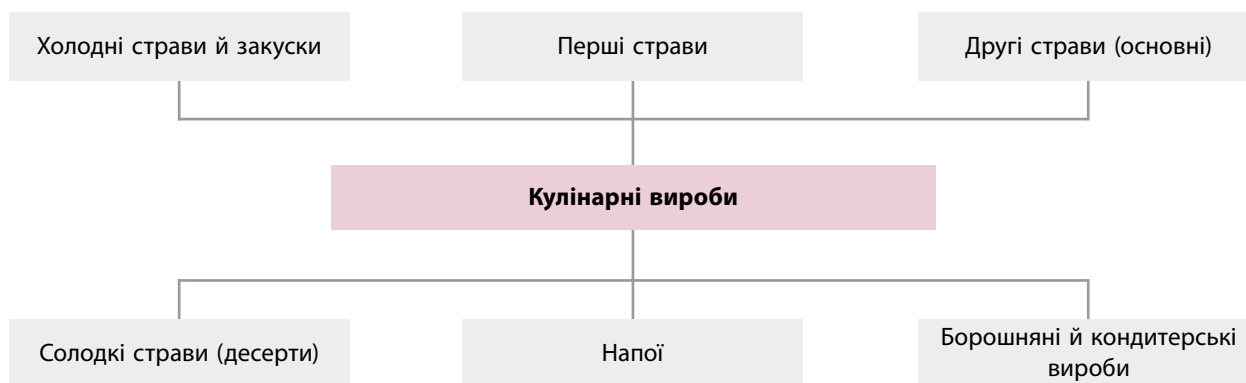 Холодні страви й закуски
Перші страви
Другі страви (основні)
Кулінарні вироби
Солодкі страви (десерти)
Напої
Борошняні й кондитерські
вироби